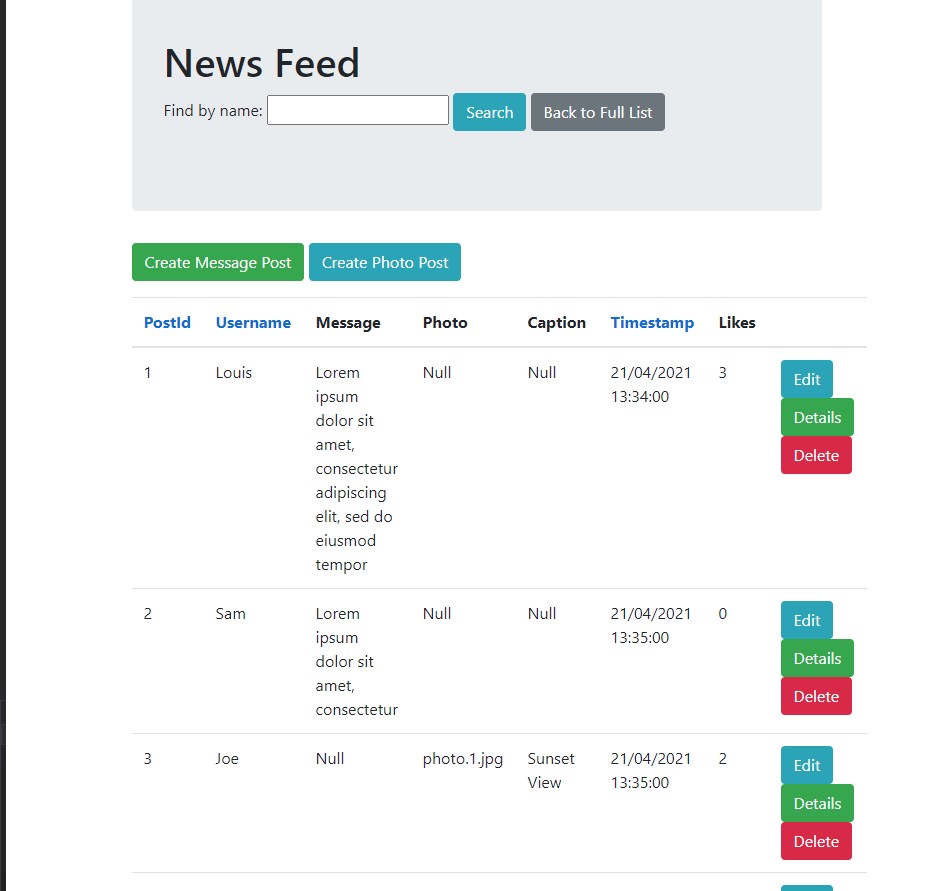 News Feed
Find by name: Search Back to Full List
Create Message Post Create Photo Post
PostId Username Message Photo Caption Timestamp Likes
1 Louis Lorem Null Null 21/04/2021 3 Edit
ipsum 13:34:00
dolor sit Details
amet,
consectetur Delete
adipiscing
elit, sed do
eiusmod
tempor
2 Sam Lorem Null Null 21/04/2021 0 Edit
ipsum 13:35:00
dolor sit Details
amet,
consectetur Delete
3 Joe Null photo.1.jpg Sunset 21/04/2021 2 Edit
View 13:35:00
Details
Delete